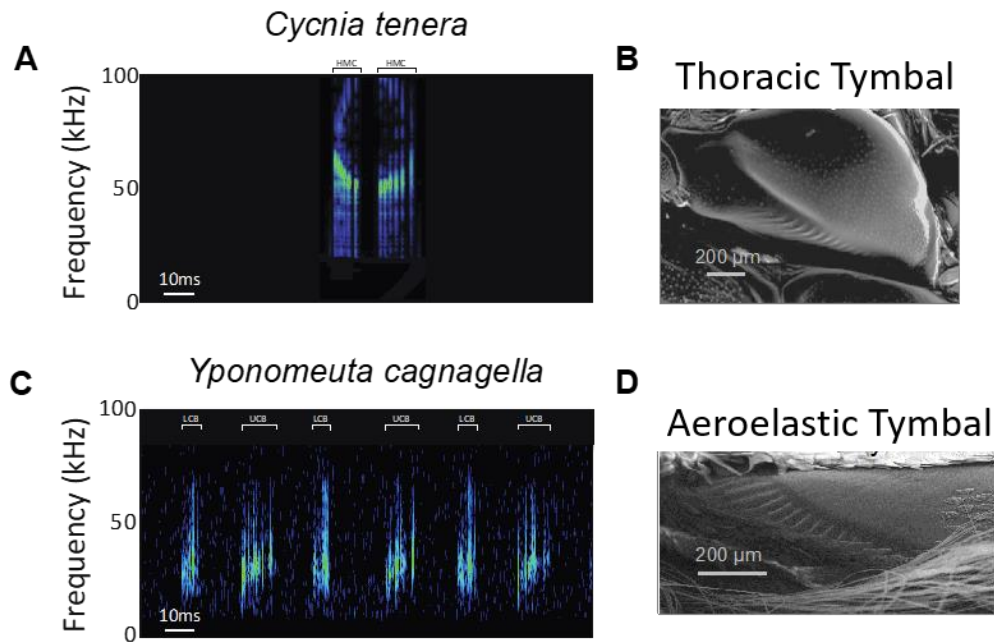 Cycnia tenera
A
HMC HMC
100
50
0
Frequency (kHz)
10ms
B
Thoracic Tymbal
200 µm
Yponomeuta cagnagella
C
LCB UCB LCB UCB LCB UCB
100
50
0
Frequency (kHz)
10ms
D
Aeroelastic Tymbal
200 µm